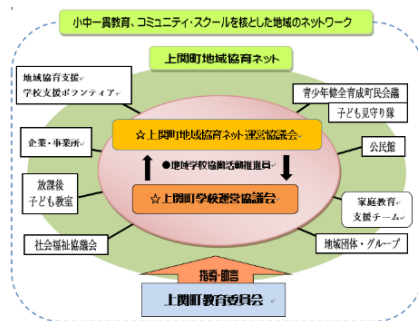 小中一貫教育、コミュニティ・スクールを核とした地域のネットワーク
上関町地域協育ネット
地域協育支援
学校支援ボランティア
青少年健全育成町民会議
子ども見守り隊
☆上関町地域協育ネット運営協議会
企業・事業所
公民館
●地域学校協働活動推進員
放課後
子ども教室
☆上関町学校運営協議会
家庭教育
支援チーム
社会福祉協議会
地域団体・グループ
指導・助言
上関町教育委員会